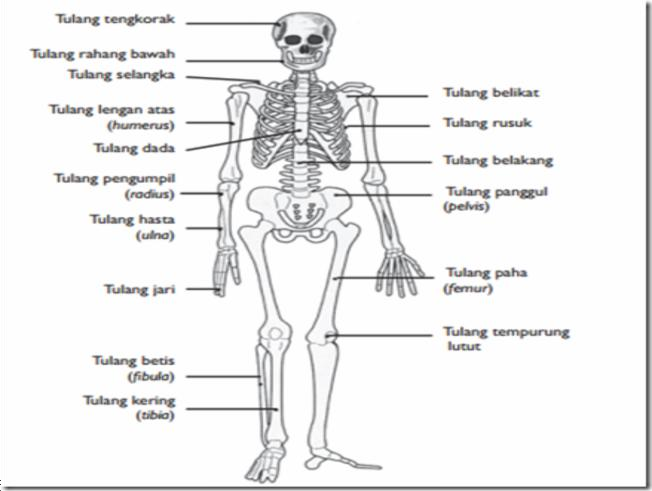 Tulang tengkorak
Tulang rahang bawah
Tulang selangka
Tulang lengan atas
(humerus)
Tulang dada
Tulang pengumpil
(radius)
Tulang hasta
(ulna)
Tulang jari
Tulang betis
(fibula)
Tulang kering
(tibia)
Tulang belikat
Tulang rusuk
Tulang belakang
Tulang panggul
(pelvis)
Tulang paha
(femur)
Tulang tempurung
lutut